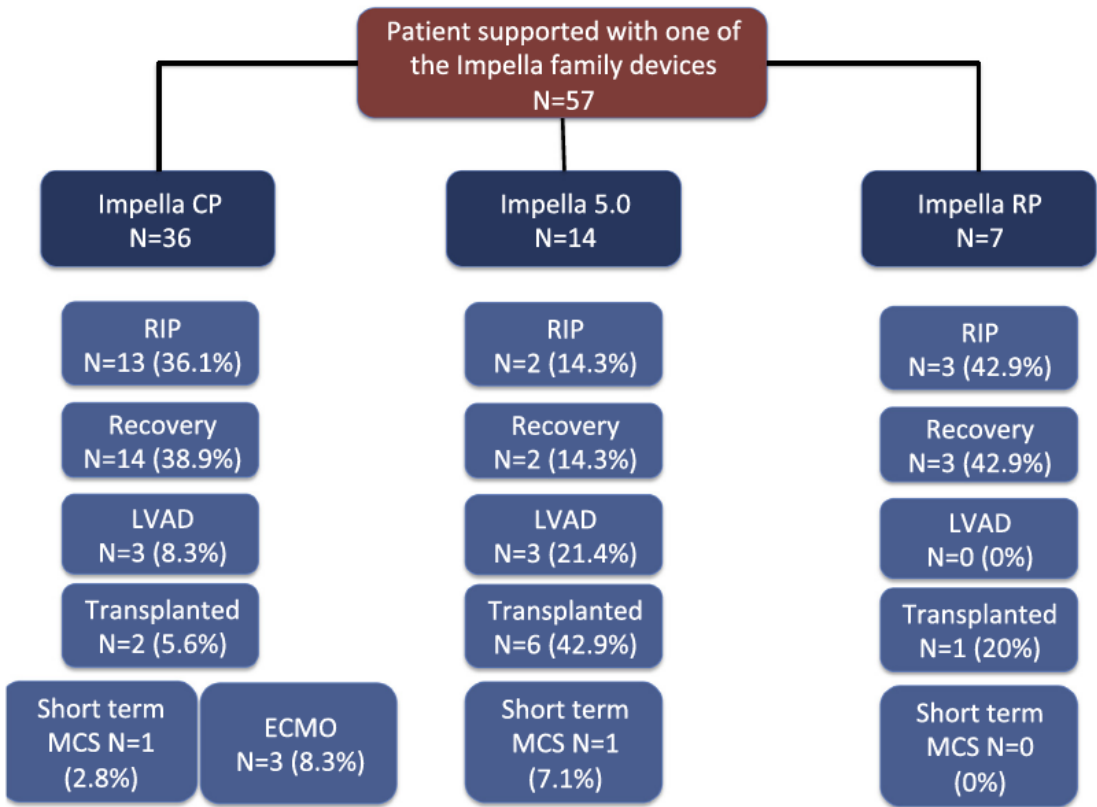 Patient supported with one of
the Impella family devices
N=57
Impella CP
N=36
Impella 5.0
N=14
Impella RP
N=7
RIP
N=13 (36.1%)
RIP
N=2 (14.3%)
RIP
N=3 (42.9%)
Recovery
N=14 (38.9%)
Recovery
N=2 (14.3%)
Recovery
N=3 (42.9%)
LVAD
N=3 (8.3%)
LVAD
N=3 (21.4%)
LVAD
N=0 (0%)
Transplanted
N=2 (5.6%)
Transplanted
N=6 (42.9%)
Transplanted
N=1 (20%)
Short term
MCS N=1
(2.8%)
ECMO
N=3 (8.3%)
Short term
MCS N=1
(7.1%)
Short term
MCS N=0
(0%)